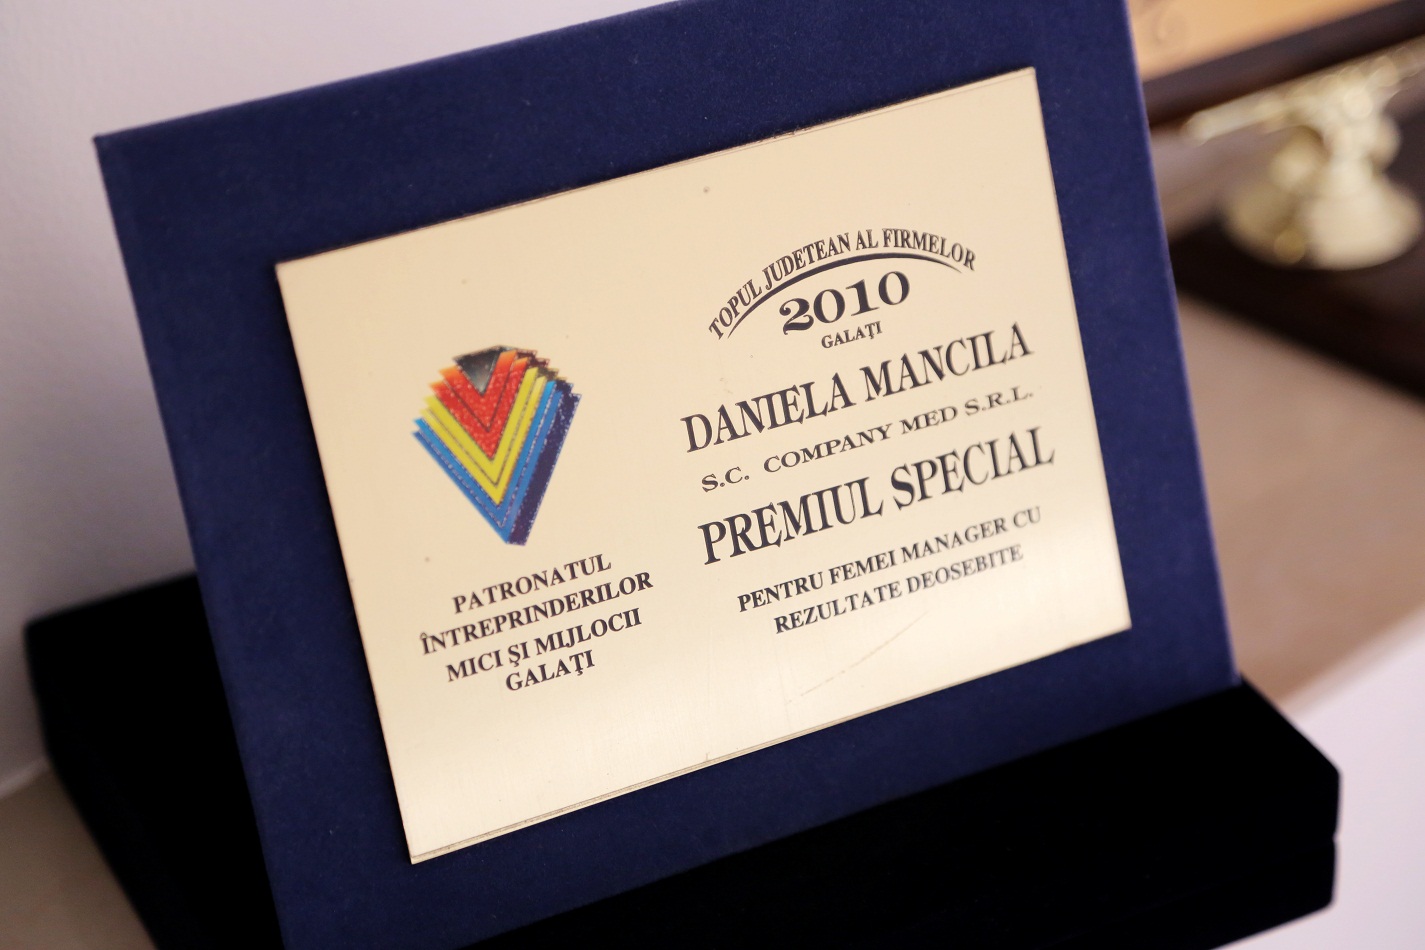 TOPUL JUDETEAN AL FIRMELOR
2010
GALAŢI
DANIELA MANCILA
S.C. COMPANY MED S.R.L.
PREMIUL SPECIAL
PENTRU FEMEI MANAGER CU
REZULTATE DEOSEBITE
PATRONATUL
ÎNTREPRINDERILOR
MICI ŞI MIJLOCII
GALAŢI